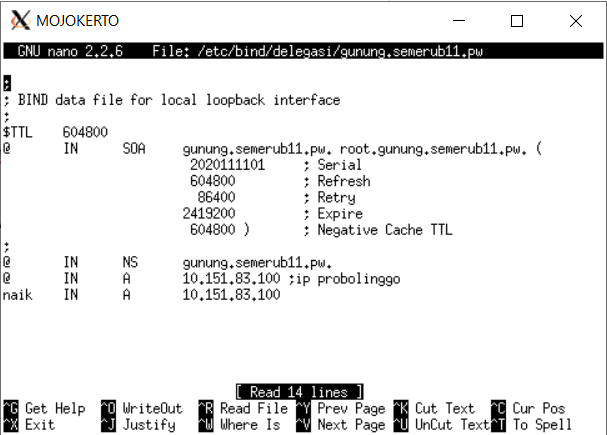 MOJOKERTO
GNU nano 2.2.6 File: /etc/bind/delegasi/gunung.semerub11.pw
;
; BIND data file for local loopback interface
;
$TTL 604800
@ IN SOA gunung.semerub11.pw. root.gunung.semerub11.pw. (
2020111101 ; Serial
604800 ; Refresh
86400 ; Retry
2419200 ; Expire
604800 ) ; Negative Cache TTL
;
@ IN NS gunung.semerub11.pw.
@ IN A 10.151.83.100 ;ip probolinggo
naik IN A 10.151.83.100
[ Read 14 lines ]
^G Get Help ^O WriteOut ^R Read File ^Y Prev Page ^K Cut Text ^C Cur Pos
^X Exit ^J Justify ^W Where Is ^V Next Page ^U UnCut Text ^T To Spell